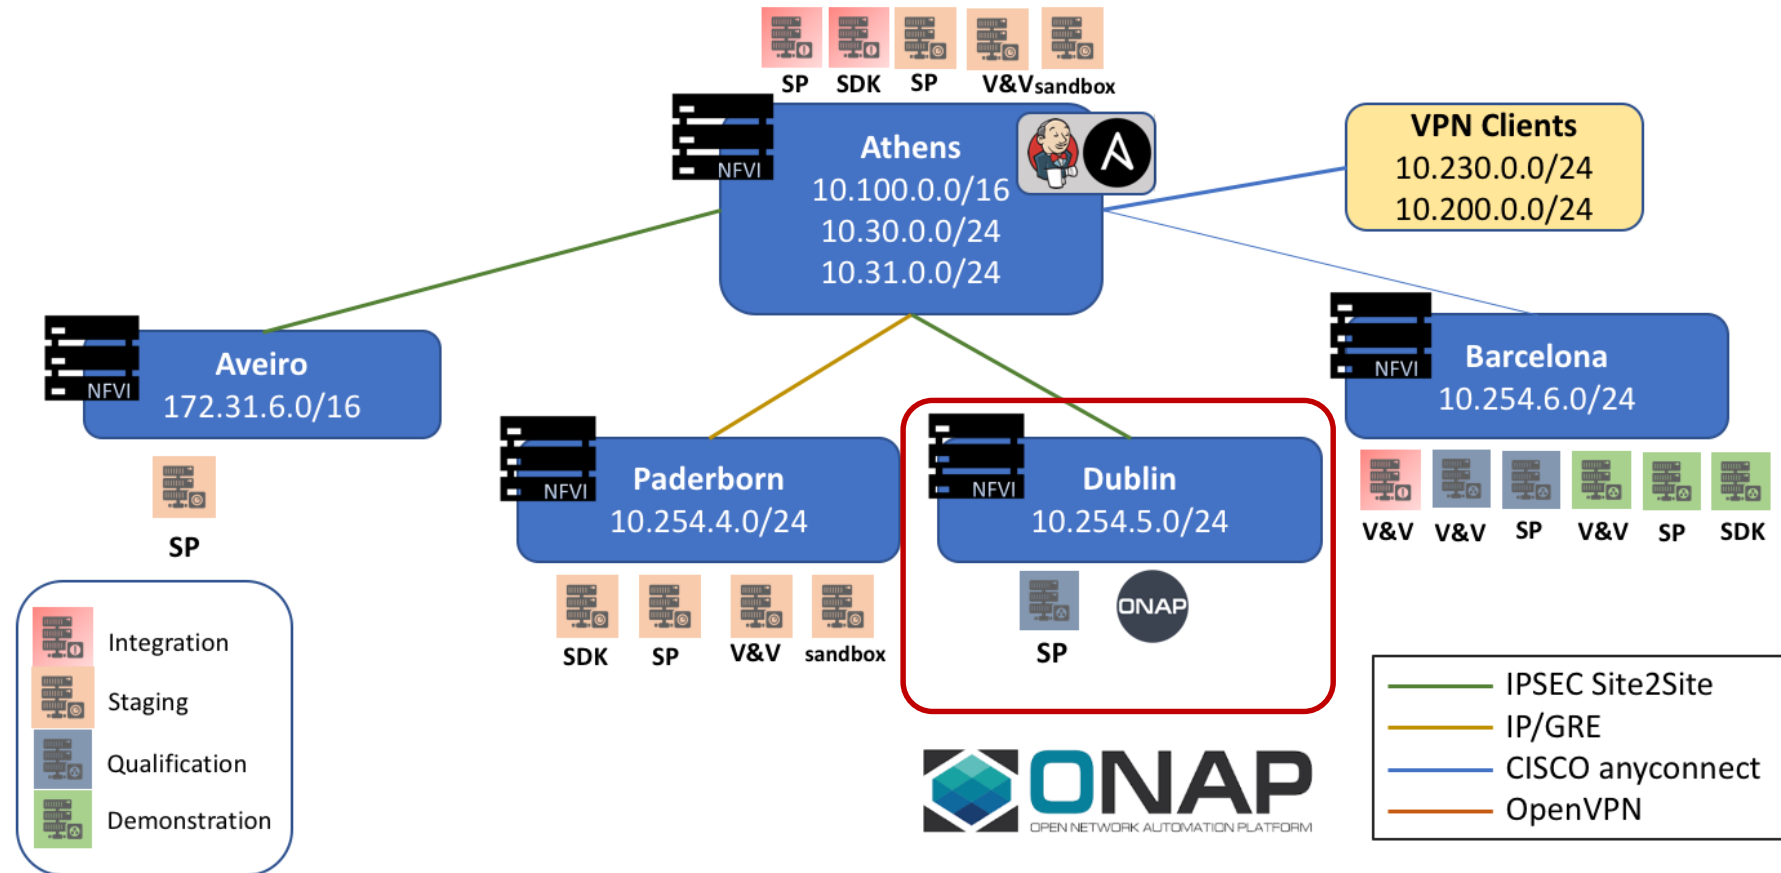 SP
SDK
SP
V&V
sandbox
NFVI
Athens
10.100.0.0/16
10.30.0.0/24
10.31.0.0/24
VPN Clients
10.230.0.0/24
10.200.0.0/24
NFVI
Aveiro
172.31.6.0/16
SP
NFVI
Paderborn
10.254.4.0/24
SDK
SP
V&V
sandbox
NFVI
Dublin
10.254.5.0/24
SP
ONAP
NFVI
Barcelona
10.254.6.0/24
V&V
V&V
SP
V&V
SP
SDK
Integration
Staging
Qualification
Demonstration
ONAP
OPEN NETWORK AUTOMATION PLATFORM
IPSEC Site2Site
IP/GRE
CISCO anyconnect
OpenVPN